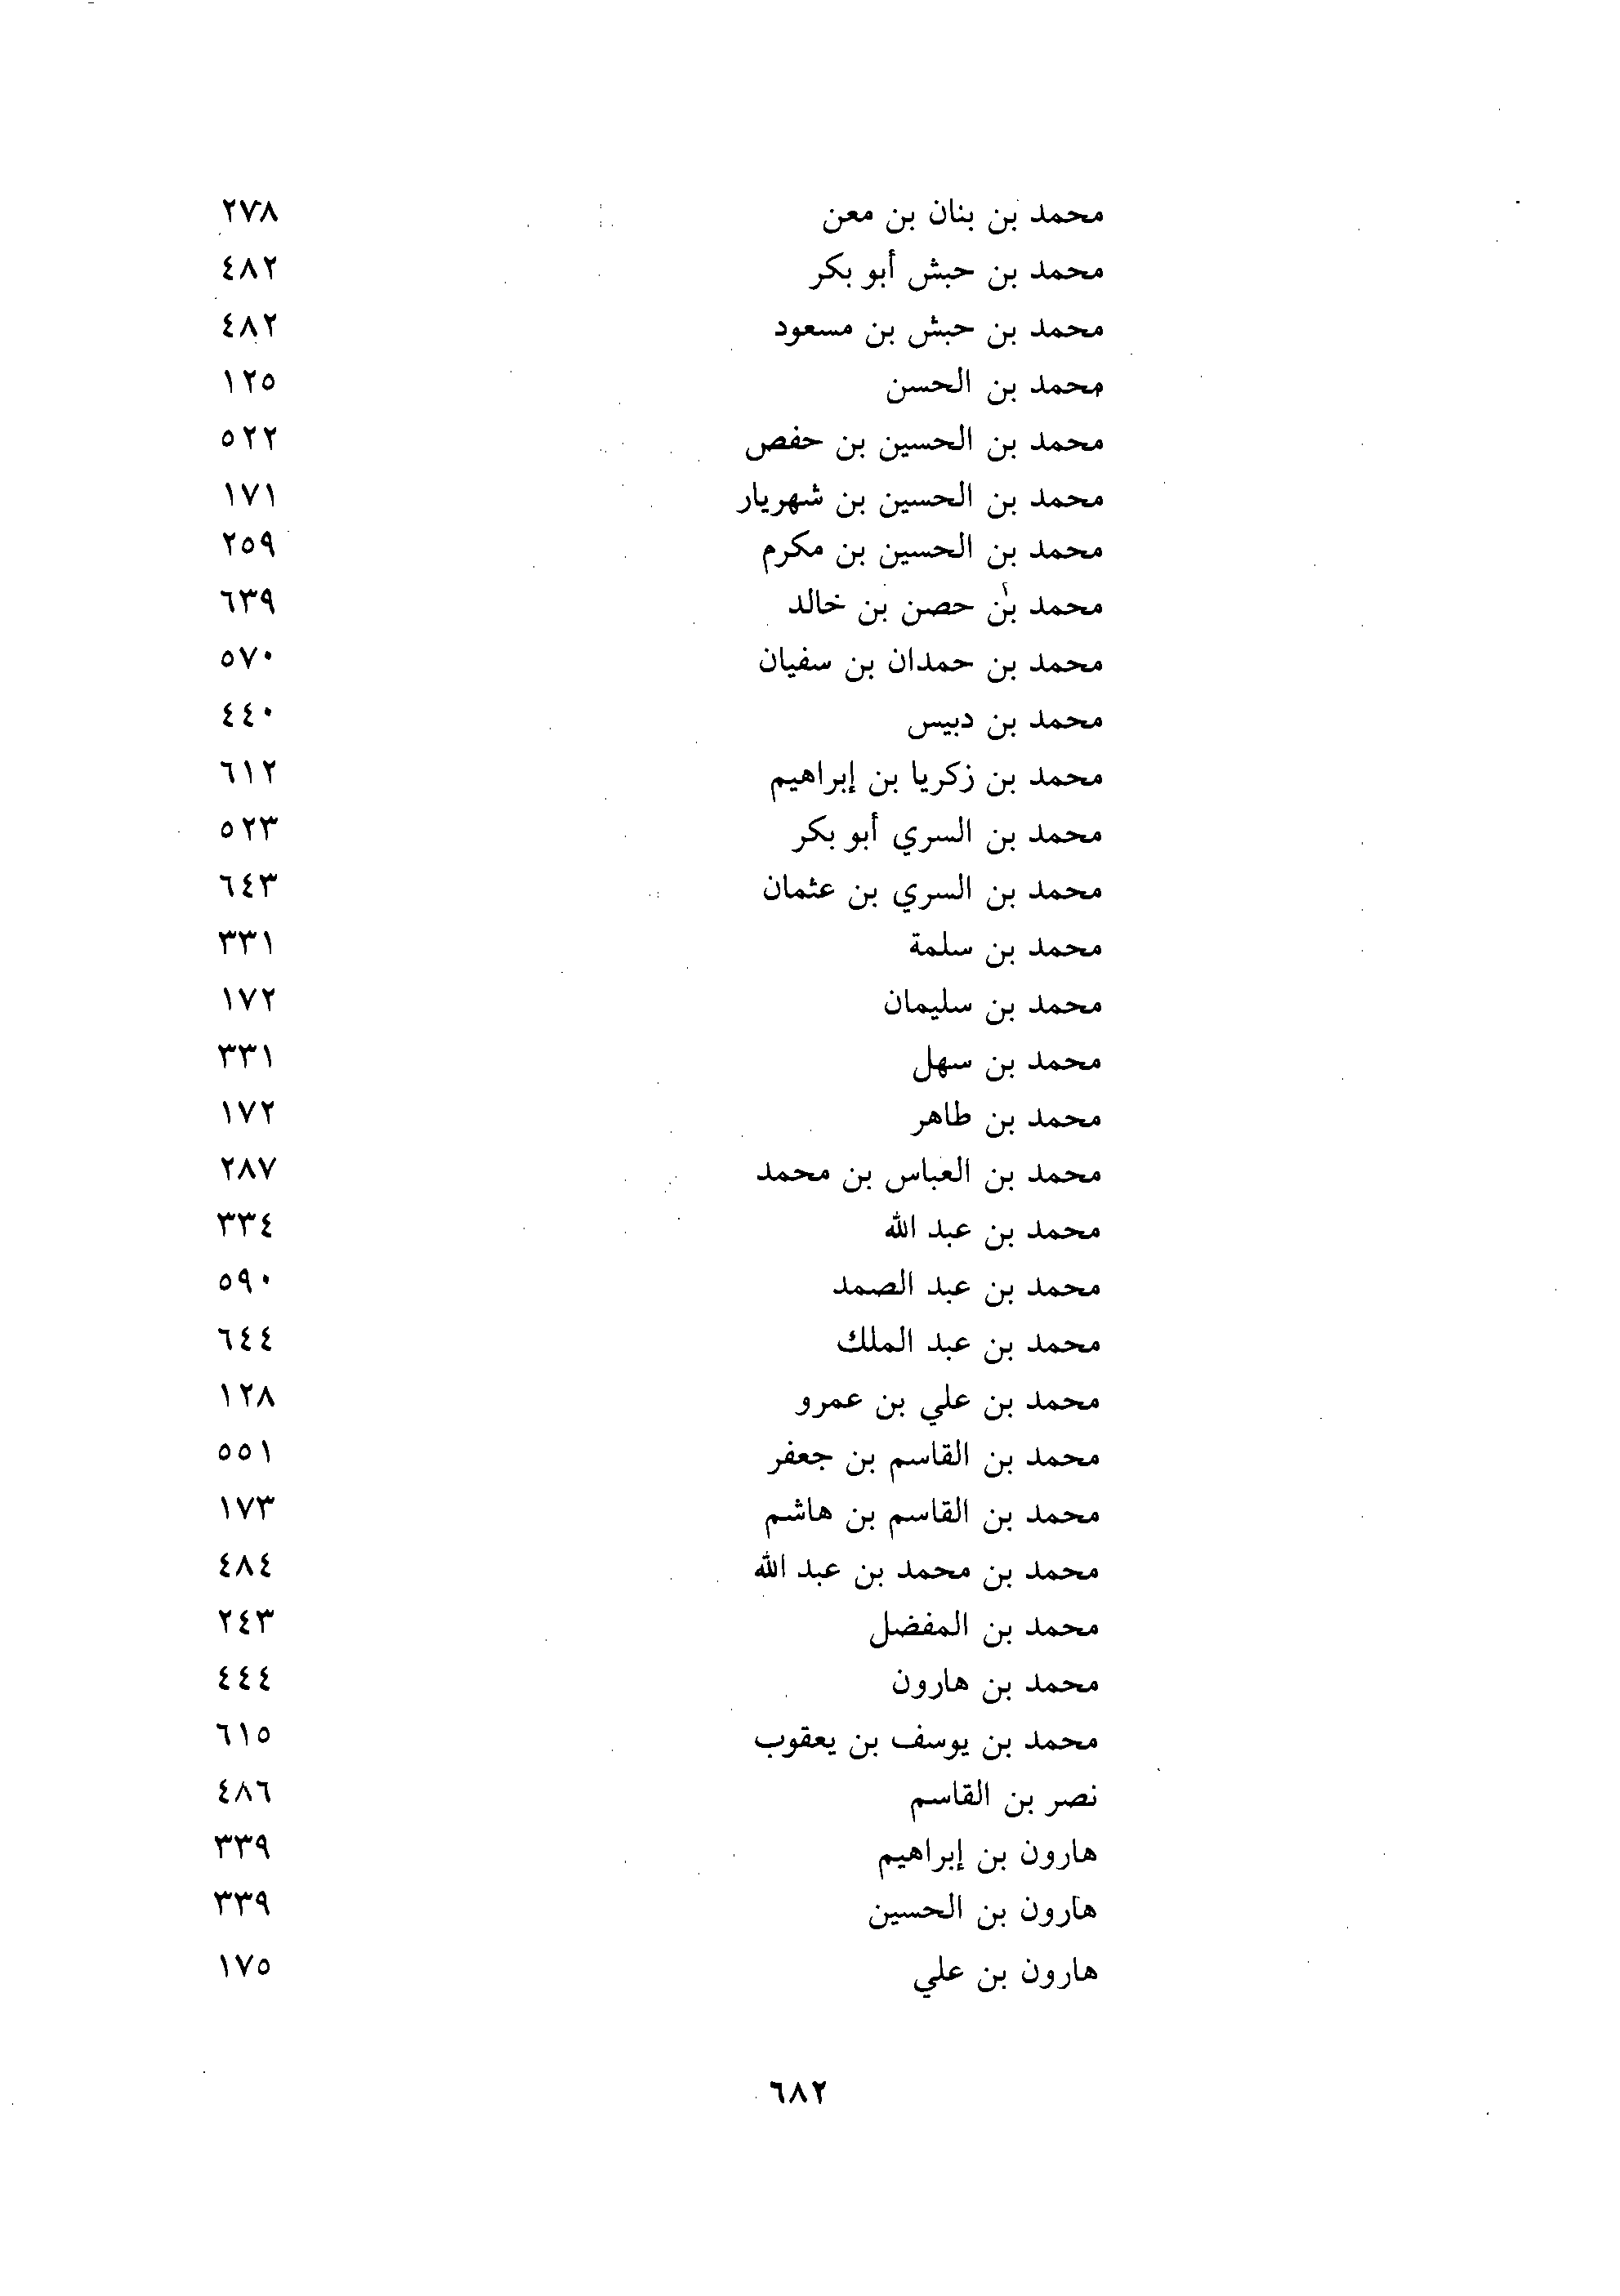 محمد بن بنان بن معن ٢٧٨
محمد بن حبش أبو بكر ٤٨٢
محمد بن حبش بن مسعود ٤٨٢
محمد بن الحسن ١٢٥
محمد بن الحسين بن حفص ٥٢٢
محمد بن الحسين بن شهريار ١٧١
محمد بن الحسين بن مكرم ٢٥٩
محمد بن حصن بن خالد ٦٣٩
محمد بن حمدان بن سفيان ٥٧٠
محمد بن دبيس ٤٤٠
محمد بن زكريا بن إبراهيم ٦١٢
محمد بن السري أبو بكر ٥٢٣
محمد بن السري بن عثمان ٦٤٣
محمد بن سلمة ٣٣١
محمد بن سليمان ١٧٢
محمد بن سهل ٣٣١
محمد بن طاهر ١٧٢
محمد بن العباس بن محمد ٢٨٧
محمد بن عبد الله ٣٣٤
محمد بن عبد الصمد ٥٩٠
محمد بن عبد الملك ٦٤٤
محمد بن علي بن عمرو ١٢٨
محمد بن القاسم بن جعفر ٥٥١
محمد بن القاسم بن هاشم ١٧٣
محمد بن محمد بن عبد الله ٤٨٤
محمد بن المفضل ٢٤٣
محمد بن هارون ٤٤٤
محمد بن يوسف بن يعقوب ٦١٥
نصر بن القاسم ٤٨٦
هارون بن إبراهيم ٣٣٩
هارون بن الحسين ٣٣٩
هارون بن علي ١٧٥
٦٨٢